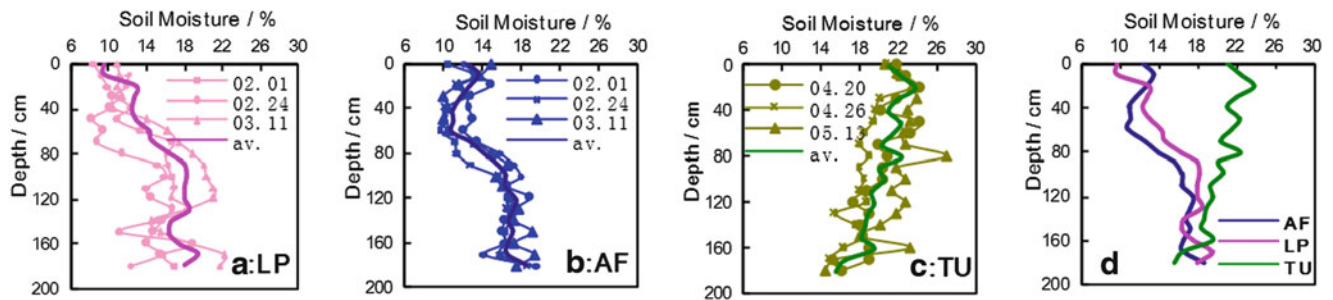 Soil Moisture / %
6 10 14 18 22 26 30
Depth / cm
0
40
80
120
160
200
02.01
02.24
03.11
av.
a:LP
Soil Moisture / %
6 10 14 18 22 26 30
Depth / cm
0
40
80
120
160
200
02.01
02.24
03.11
av.
b:AF
Soil Moisture / %
6 10 14 18 22 26 30
Depth / cm
0
40
80
120
160
200
04.20
04.26
05.13
av.
c:TU
Soil Moisture / %
6 10 14 18 22 26 30
Depth / cm
0
40
80
120
160
200
AF
LP
TU
d